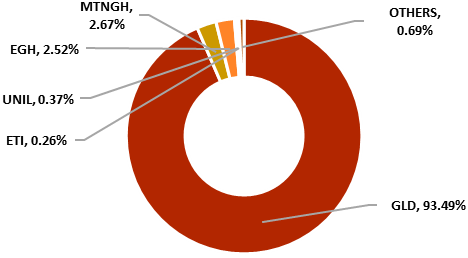 MTNGH,
2.67%
OTHERS,
0.69%
EGH, 2.52%
UNIL, 0.37%
ETI, 0.26%
GLD, 93.49%